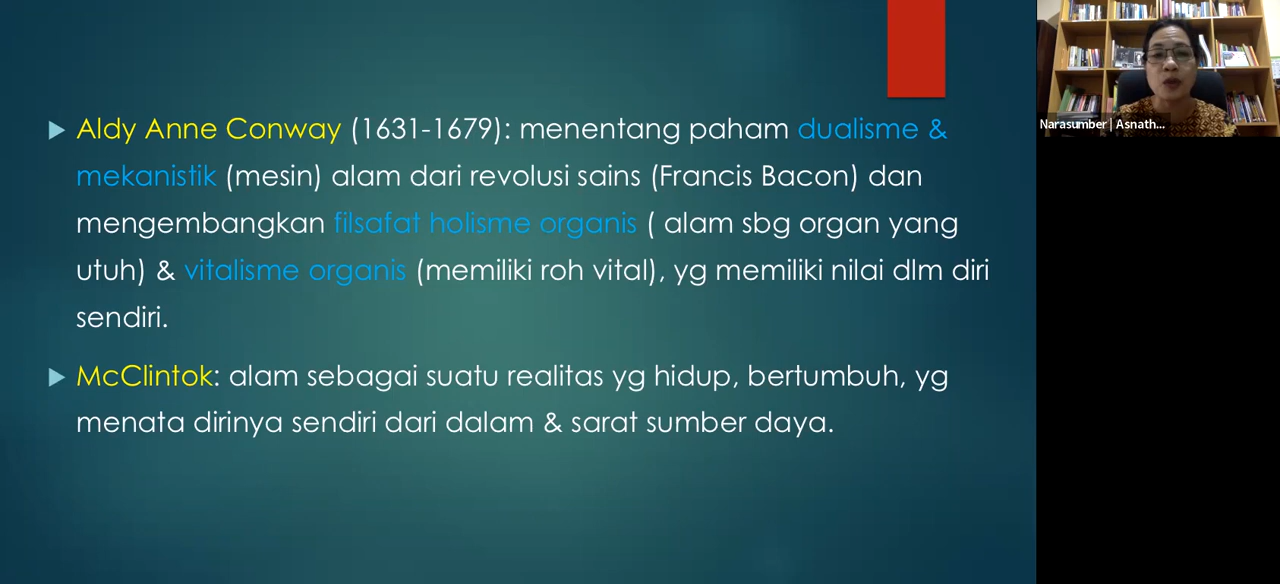 Aldy Anne Conway (1631-1679): menentang paham dualisme &
mekanistik (mesin) alam dari revolusi sains (Francis Bacon) dan
mengembangkan filsafat holisme organis ( alam sbg organ yang
utuh) & vitalisme organis (memiliki roh vital), yg memiliki nilai dlm diri
sendiri.
McClintok: alam sebagai suatu realitas yg hidup, bertumbuh, yg
menata dirinya sendiri dari dalam & sarat sumber daya.
Narasumber | Asnath...